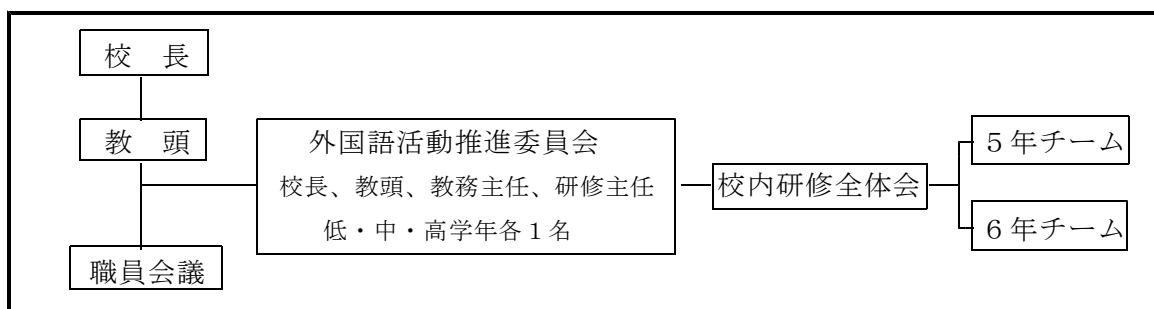 校　長
教　頭
職員会議
外国語活動推進委員会
校長、教頭、教務主任、研修主任
低・中・高学年各１名
校内研修全体会
５年チーム
６年チーム